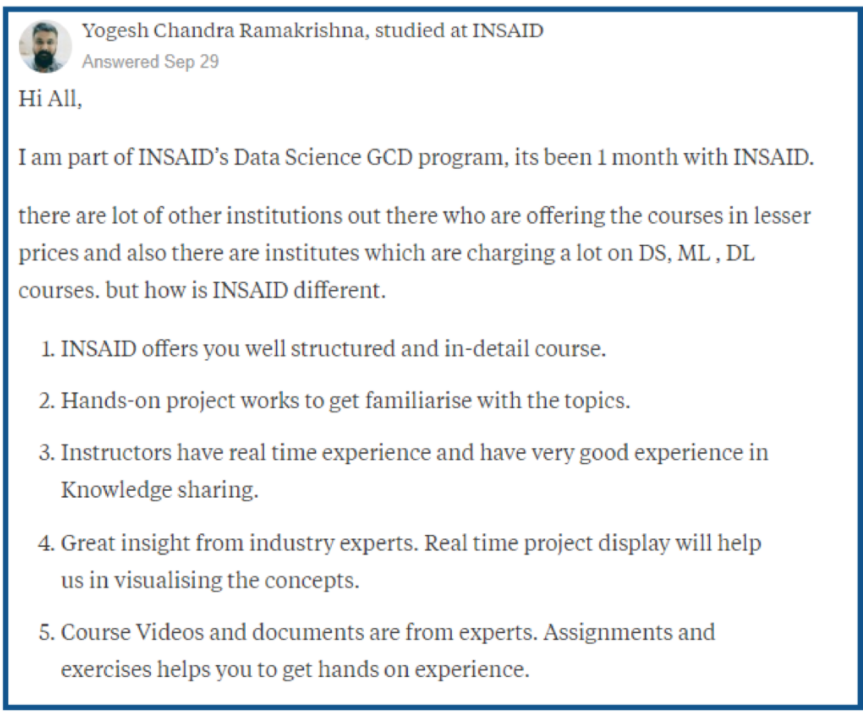 Yogesh Chandra Ramakrishna, studied at INSAID
Answered Sep 29
Hi All,
I am part of INSAID’s Data Science GCD program, its been 1 month with INSAID.
there are lot of other institutions out there who are offering the courses in lesser
prices and also there are institutes which are charging a lot on DS, ML , DL
courses. but how is INSAID different.
1. INSAID offers you well structured and in-detail course.
2. Hands-on project works to get familiarise with the topics.
3. Instructors have real time experience and have very good experience in
Knowledge sharing.
4. Great insight from industry experts. Real time project display will help
us in visualising the concepts.
5. Course Videos and documents are from experts. Assignments and
exercises helps you to get hands on experience.